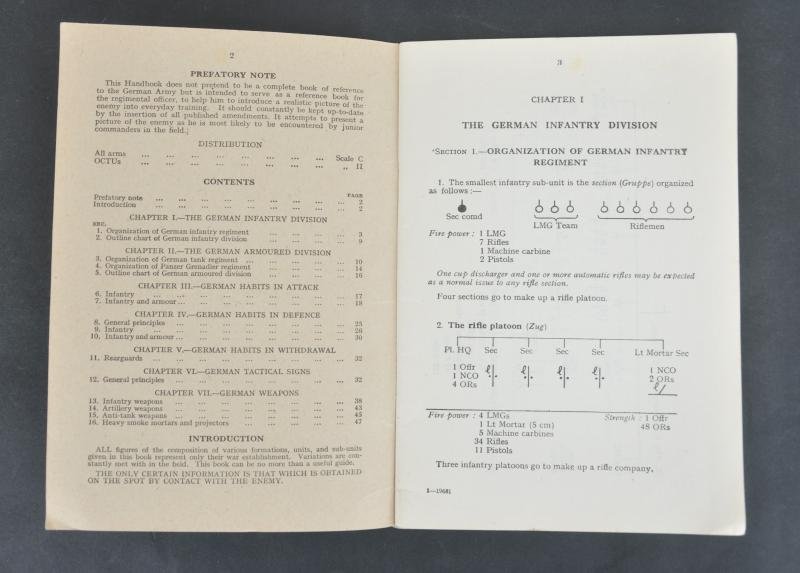 2
PREFATORY NOTE
This Handbook does not pretend to be a complete book of reference
to the German Army but is intended to serve as a reference book for
the regimental officer, to help him to introduce a realistic picture of the
enemy into everyday training. It should constantly be kept up-to-date
by the insertion of all published amendments. It attempts to present a
picture of the enemy as he is most likely to be encountered by junior
commanders in the field.
DISTRIBUTION
All arms ... ... ... ... ... ... ... Scale C
OCTUs ... ... ... ... ... ... ... ,, II
CONTENTS
PAGE
Prefatory note ... ... ... ... ... ... ... 2
Introduction ... ... ... ... ... ... ... 2
CHAPTER I.—THE GERMAN INFANTRY DIVISION
SEC.
1. Organization of German infantry regiment ... ... ... 3
2. Outline chart of German infantry division ... ... ... 9
CHAPTER II.—THE GERMAN ARMOURED DIVISION
3. Organization of German tank regiment ... ... ... ... 10
4. Organization of Panzer Grenadier regiment ... ... ... 14
5. Outline chart of German armoured division ... ... ... 16
CHAPTER III.—GERMAN HABITS IN ATTACK
6. Infantry ... ... ... ... ... ... ... 17
7. Infantry and armour ... ... ... ... ... ... 18
CHAPTER IV.—GERMAN HABITS IN DEFENCE
8. General principles ... ... ... ... ... ... 25
9. Infantry ... ... ... ... ... ... ... 26
10. Infantry and armour ... ... ... ... ... ... 30
CHAPTER V.—GERMAN HABITS IN WITHDRAWAL
11. Rearguards ... ... ... ... ... ... ... 32
CHAPTER VI.—GERMAN TACTICAL SIGNS
12. General principles ... ... ... ... ... ... 32
CHAPTER VII.—GERMAN WEAPONS
13. Infantry weapons ... ... ... ... ... ... 38
14. Artillery weapons ... ... ... ... ... ... 43
15. Anti-tank weapons ... ... ... ... ... ... 45
16. Heavy smoke mortars and projectors ... ... ... ... 47
INTRODUCTION
ALL figures of the composition of various formations, units, and sub-units
given in this book represent only their war establishment. Variations are con-
stantly met with in the field. This book can be no more than a useful guide.
THE ONLY CERTAIN INFORMATION IS THAT WHICH IS OBTAINED
ON THE SPOT BY CONTACT WITH THE ENEMY.
3
CHAPTER I
THE GERMAN INFANTRY DIVISION
SECTION 1.—ORGANIZATION OF GERMAN INFANTRY
REGIMENT
1. The smallest infantry sub-unit is the section (Grupps) organized
as follows :—
Sec comd LMG Team Riflemen
Fire power : 1 LMG
7 Rifles
1 Machine carbine
2 Pistols
One cup discharger and one or more automatic rifles may be expected
as a normal issue to any rifle section.
Four sections go to make up a rifle platoon.
2. The rifle platoon (Zug)
Pl. HQ Sec Sec Sec Sec Lt Mortar Sec
1 Offr 1 NCO
1 NCO 2 ORs
4 ORs
Fire power : 4 LMGs Strength : 1 Offr
1 Lt Mortar (5 cm) 48 ORs
5 Machine carbines
34 Rifles
11 Pistols
Three infantry platoons go to make up a rifle company,
1—19681